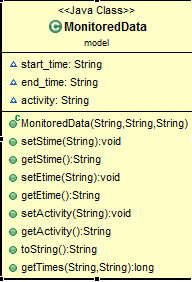 <<Java Class>>
MonitoredData
model
start_time: String
end_time: String
activity: String
MonitoredData(String,String,String)
setStime(String):void
getStime():String
setEtime(String):void
getEtime():String
setActivity(String):void
getActivity():String
toString():String
getTimes(String,String):long